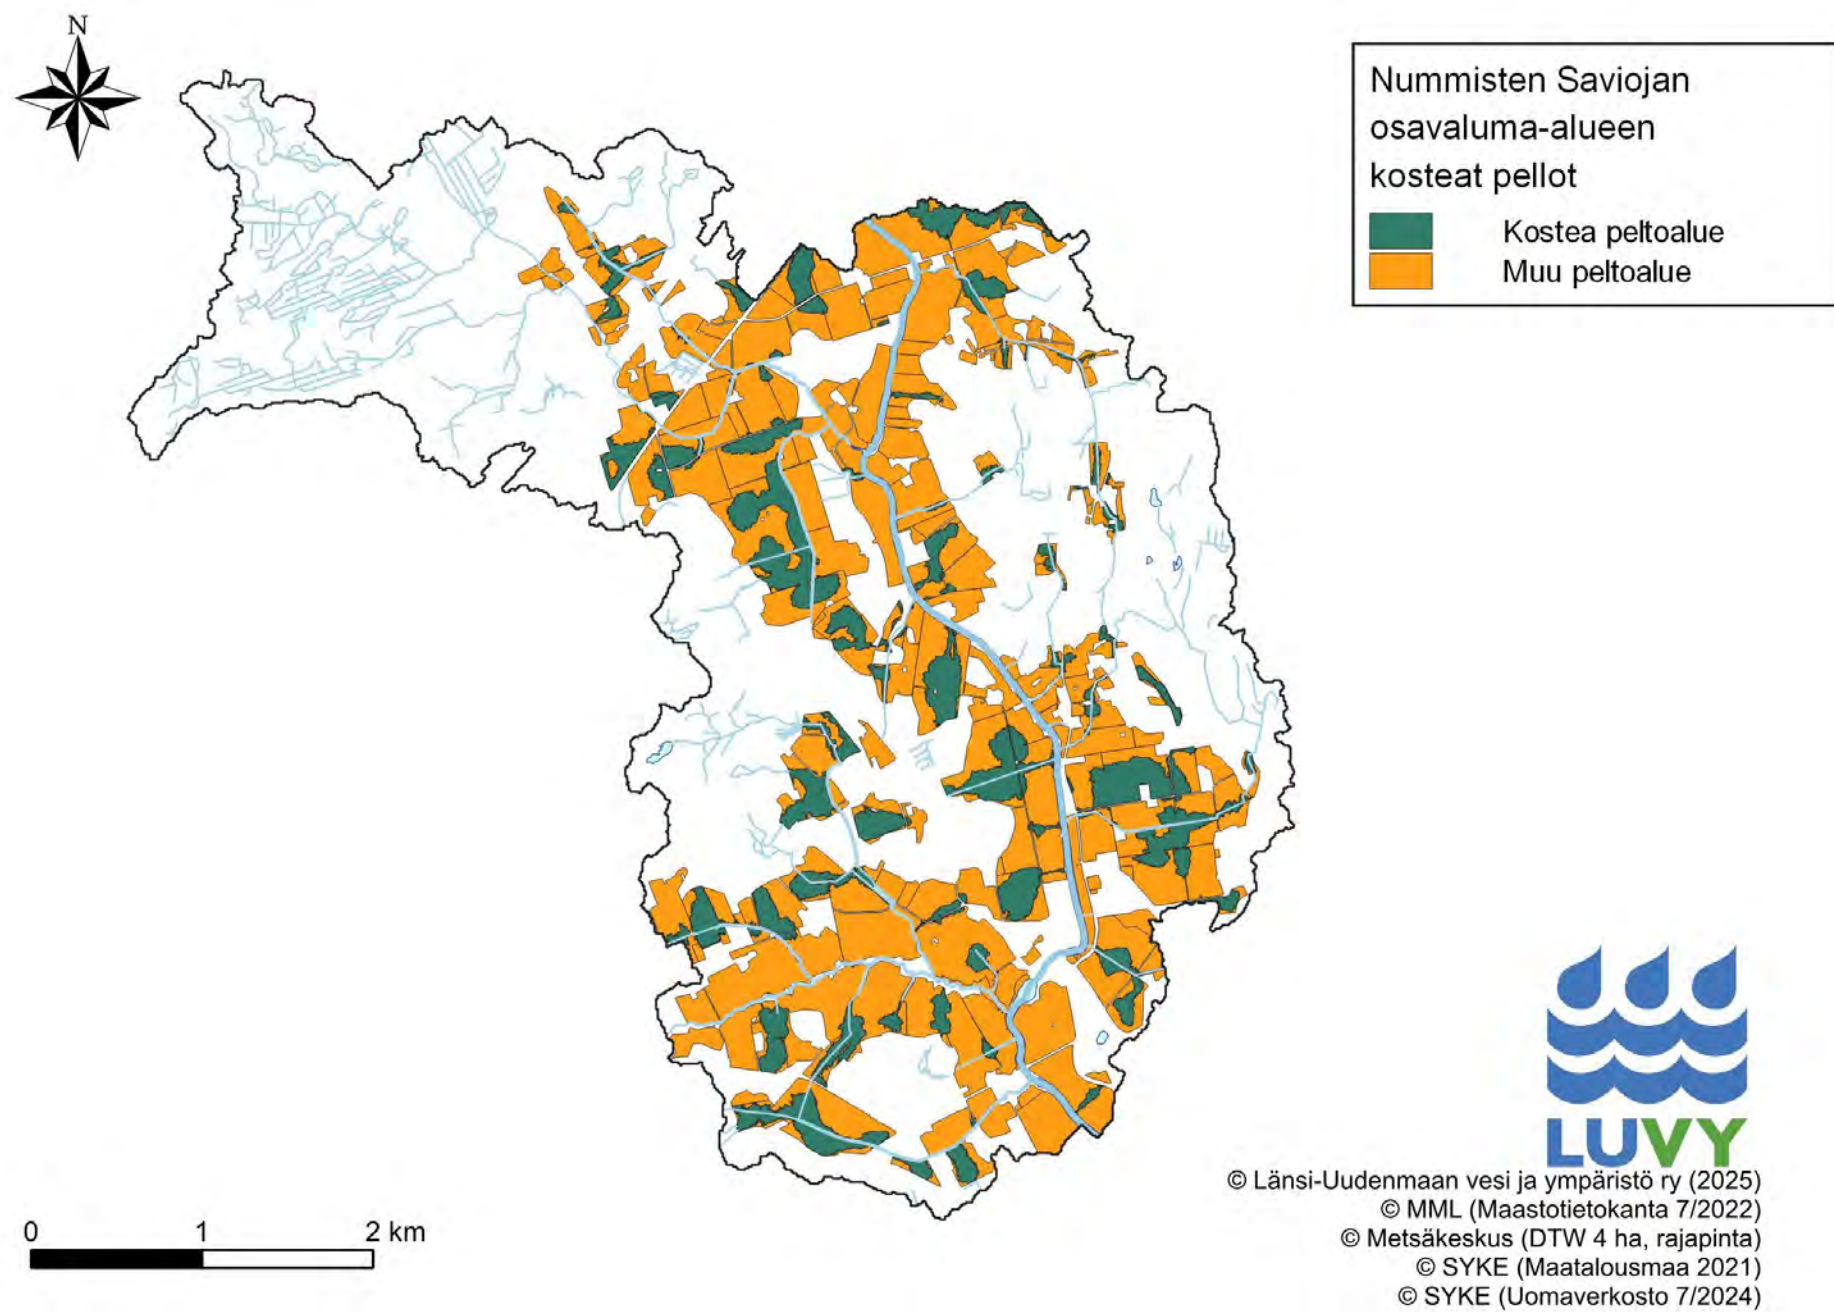 N
Nummisten Saviojan
osavaluma-alueen
kosteat pellot
Kostea peltoalue
Muu peltoalue
LUVY
© Länsi-Uudenmaan vesi ja ympäristö ry (2025)
© MML (Maastotietokanta 7/2022)
© Metsäkeskus (DTW 4 ha, rajapinta)
© SYKE (Maatalousmaa 2021)
© SYKE (Uomaverkosto 7/2024)
0 1 2 km